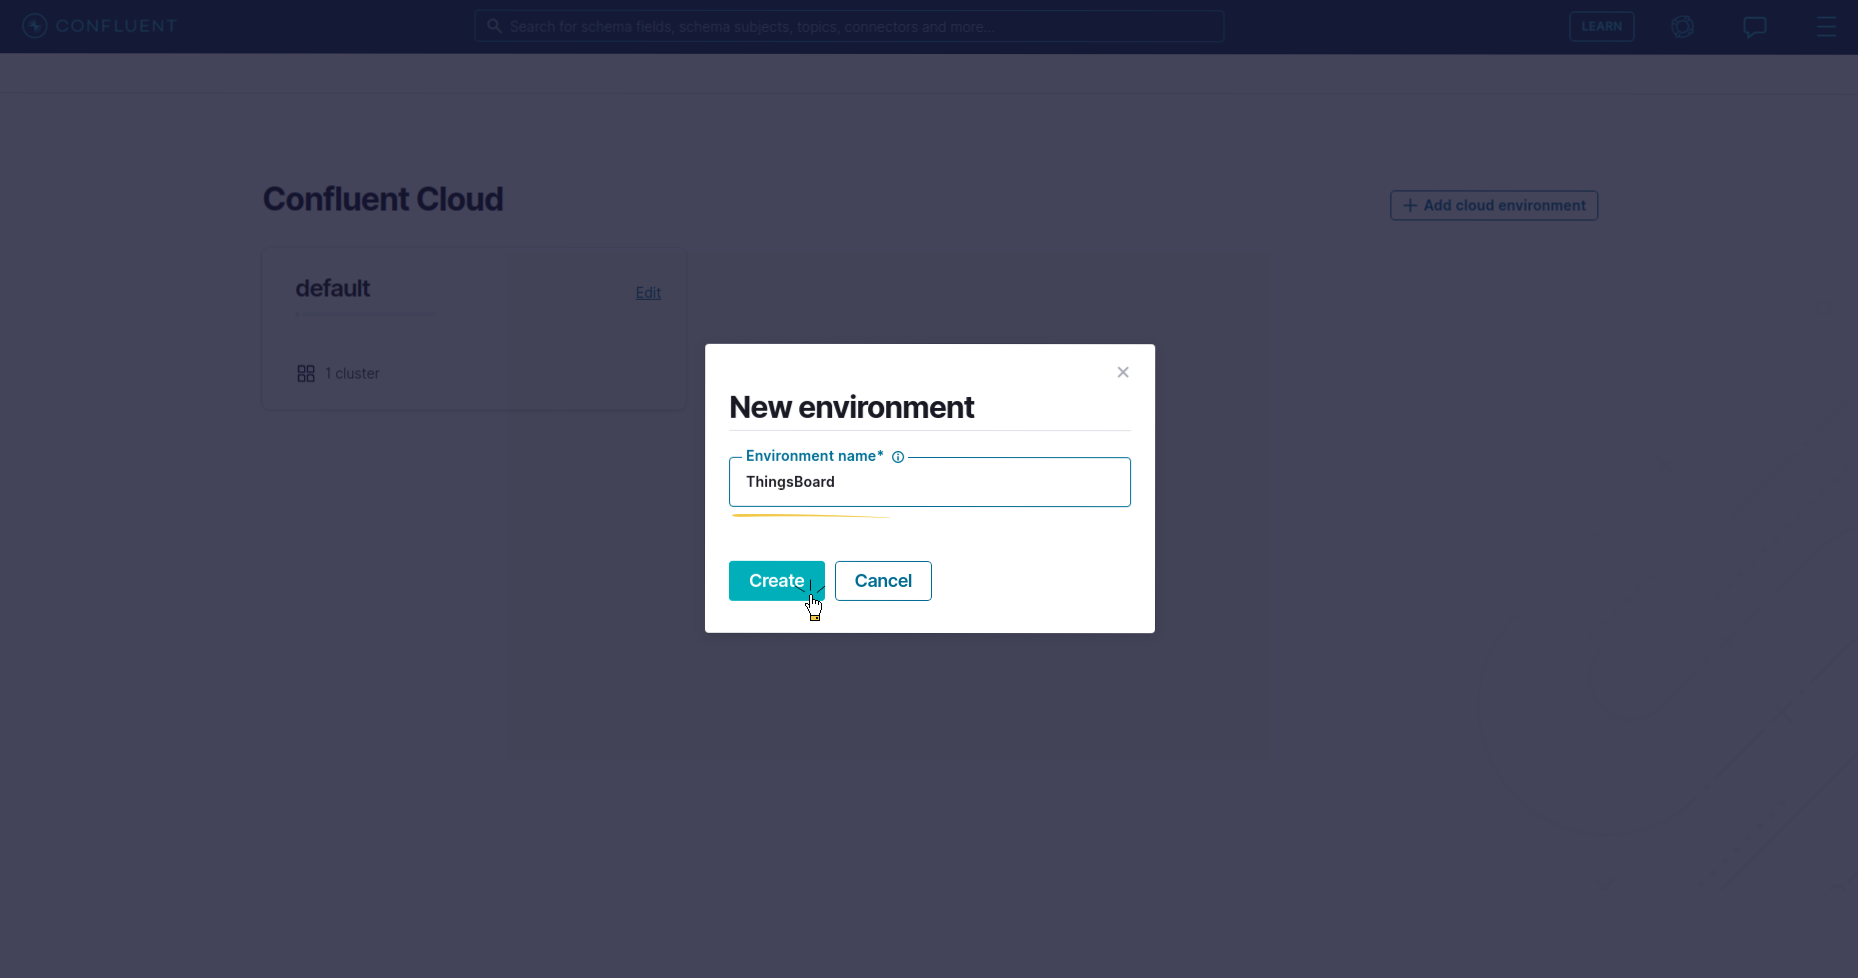 CONFLUENT
Search for schema fields, schema subjects, topics, connectors and more...
LEARN
Confluent Cloud
+ Add cloud environment
default
Edit
1 cluster
New environment
Environment name*
ThingsBoard
Create
Cancel